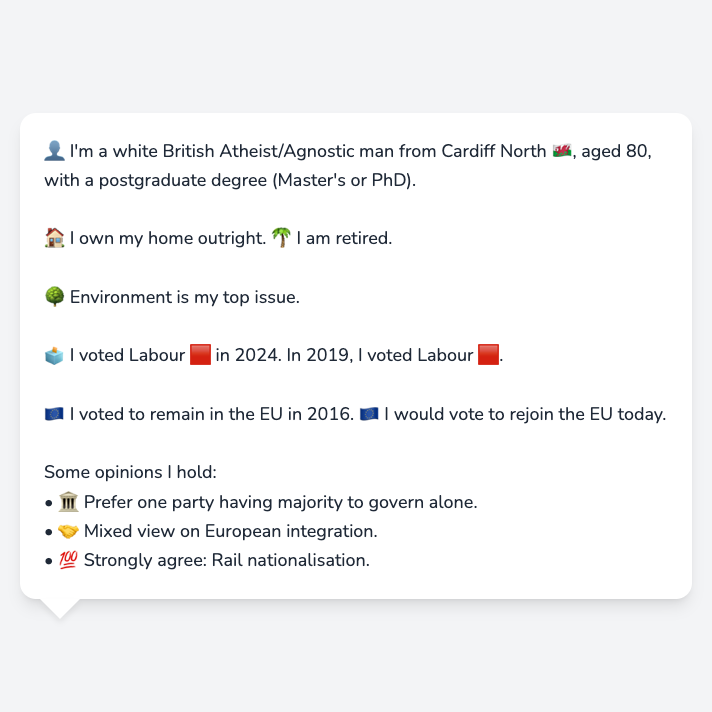 👤 I'm a white British Atheist/Agnostic man from Cardiff North 🏴󠁧󠁢󠁷󠁬󠁳󠁿, aged 80,
with a postgraduate degree (Master's or PhD).
🏠 I own my home outright. 🌴 I am retired.
🌳 Environment is my top issue.
🗳️ I voted Labour 🟥 in 2024. In 2019, I voted Labour 🟥.
🇪🇺 I voted to remain in the EU in 2016. 🇪🇺 I would vote to rejoin the EU today.
Some opinions I hold:
• 🏛️ Prefer one party having majority to govern alone.
• 🤝 Mixed view on European integration.
• 💯 Strongly agree: Rail nationalisation.